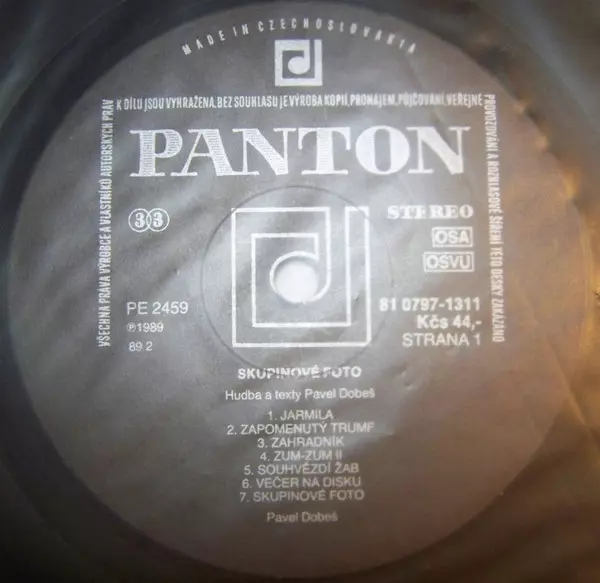 MADE IN CZECHOSLOVAKIA
VŠECHNA PRÁVA VÝROBCE A VLASTNÍKŮ AUTORSKÝCH PRÁV
K DÍLU JSOU VYHRAŽENA. BEZ SOUHLASU JE VÝROBA KOPIÍ, PRONÁJEM, PŮJČOVÁNÍ, VEŘEJNÉ
PROVOZOVÁNÍ A ROZHLASOVÉ ŠÍŘENÍ TÉTO DESKY ZAKÁZÁNO
PANTON
33
STEREO
OSA
OSVU
PE 2459
℗1989
89 2
81 0797-1311
Kčs 44,-
STRANA 1
SKUPINOVÉ FOTO
Hudba a texty Pavel Dobeš
1. JARMILA
2. ZAPOMENUTÝ TRUMF
3. ZAHRADNÍK
4. ZUM-ZUM II
5. SOUHVĚZDÍ ŽAB
6. VEČER NA DISKU
7. SKUPINOVÉ FOTO
Pavel Dobeš